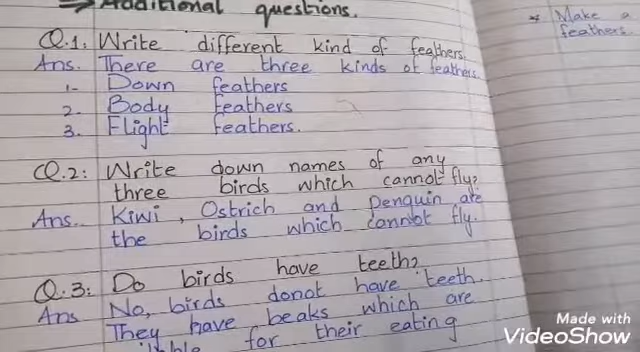 ⇒ Additional questions.
Q.1: Write different kind of feathers.
Ans. There are three kinds of feathers
1- Down feathers
2. Body feathers
3. Flight feathers.
Q.2: Write down names of any
three birds which cannot fly?
Ans. Kiwi, Ostrich and Penguin are
the birds which cannot fly.
Q.3: Do birds have teeth?
Ans No, birds donot have teeth.
They have beaks which are
for their eating
* Make a
feathers
Made with
VideoShow